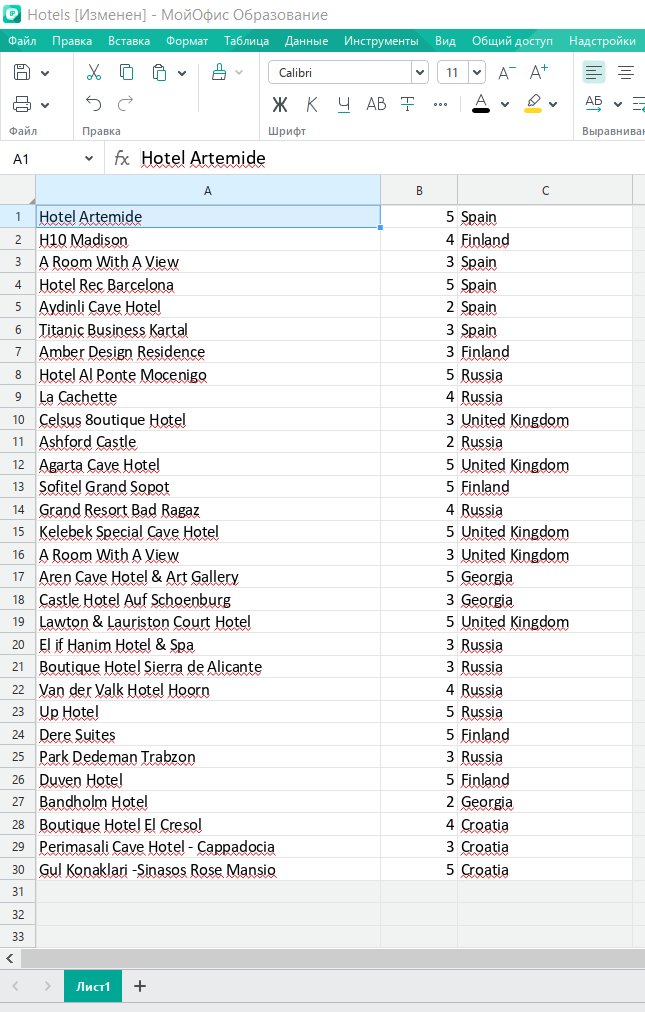 Hotels [Изменен] - МойОфис Образование
Файл Правка Вставка Формат Таблица Данные Инструменты Вид Общий доступ Надстройки
Calibri 11
Ж К Ч АВ Т ... А АБ
Файл Правка Шрифт Выравниван
A1 fx Hotel Artemide
A B C
1 Hotel Artemide 5 Spain
2 H10 Madison 4 Finland
3 A Room With A View 3 Spain
4 Hotel Rec Barcelona 5 Spain
5 Aydinli Cave Hotel 2 Spain
6 Titanic Business Kartal 3 Spain
7 Amber Design Residence 3 Finland
8 Hotel Al Ponte Mocenigo 5 Russia
9 La Cachette 4 Russia
10 Celsus 8outique Hotel 3 United Kingdom
11 Ashford Castle 2 Russia
12 Agarta Cave Hotel 5 United Kingdom
13 Sofitel Grand Sopot 5 Finland
14 Grand Resort Bad Ragaz 4 Russia
15 Kelebek Special Cave Hotel 5 United Kingdom
16 A Room With A View 3 United Kingdom
17 Aren Cave Hotel & Art Gallery 5 Georgia
18 Castle Hotel Auf Schoenburg 3 Georgia
19 Lawton & Lauriston Court Hotel 5 United Kingdom
20 El if Hanim Hotel & Spa 3 Russia
21 Boutique Hotel Sierra de Alicante 3 Russia
22 Van der Valk Hotel Hoorn 4 Russia
23 Up Hotel 5 Russia
24 Dere Suites 5 Finland
25 Park Dedeman Trabzon 3 Russia
26 Duven Hotel 5 Finland
27 Bandholm Hotel 2 Georgia
28 Boutique Hotel El Cresol 4 Croatia
29 Perimasali Cave Hotel - Cappadocia 3 Croatia
30 Gul Konaklari -Sinasos Rose Mansio 5 Croatia
31
32
33
Лист1